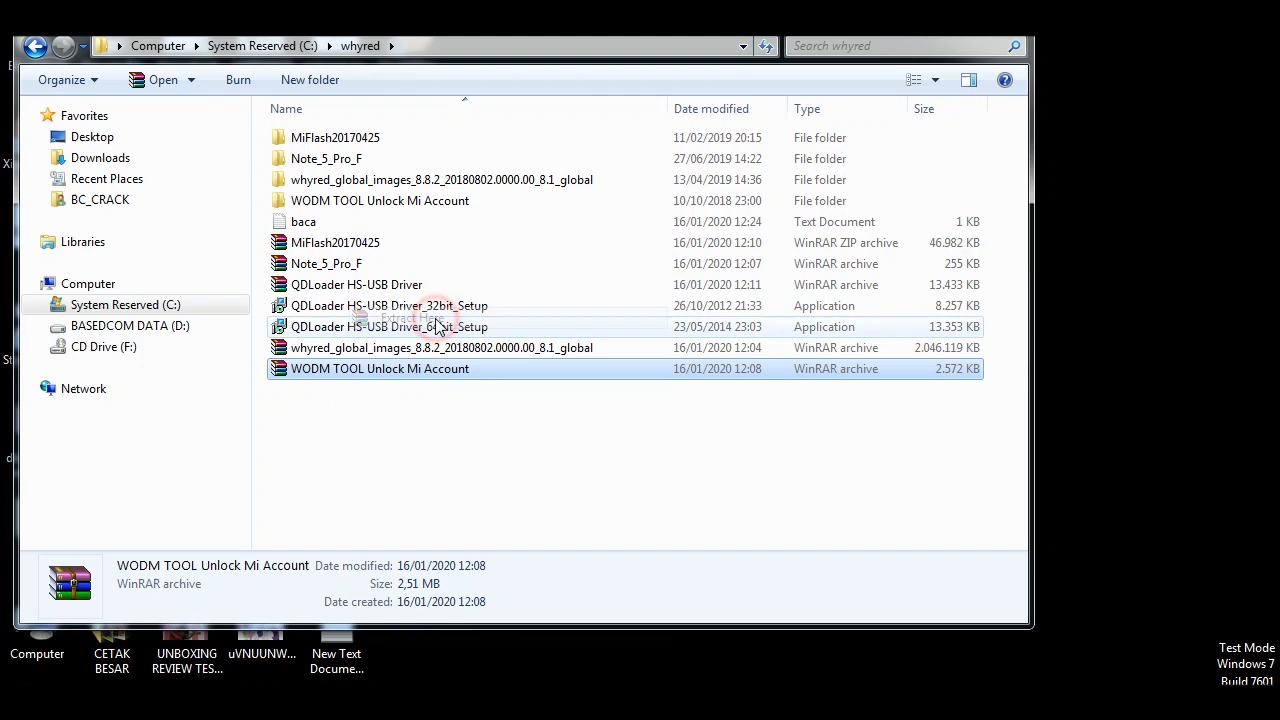 Computer System Reserved (C:) whyred
Search whyred
Organize Open Burn New folder
Name Date modified Type Size
Favorites
Desktop
Downloads
Recent Places
BC_CRACK
Libraries
Computer
System Reserved (C:)
BASEDCOM DATA (D:)
CD Drive (F:)
Network
MiFlash20170425 11/02/2019 20:15 File folder
Note_5_Pro_F 27/06/2019 14:22 File folder
whyred_global_images_8.8.2_20180802.0000.00_8.1_global 13/04/2019 14:36 File folder
WODM TOOL Unlock Mi Account 10/10/2018 23:00 File folder
baca 16/01/2020 12:24 Text Document 1 KB
MiFlash20170425 16/01/2020 12:10 WinRAR ZIP archive 46.982 KB
Note_5_Pro_F 16/01/2020 12:07 WinRAR archive 255 KB
QDLoader HS-USB Driver 16/01/2020 12:11 WinRAR archive 13.433 KB
QDLoader HS-USB Driver_32bit_Setup 26/10/2012 21:33 Application 8.257 KB
Extract Here
QDLoader HS-USB Driver_64bit_Setup 23/05/2014 23:03 Application 13.353 KB
whyred_global_images_8.8.2_20180802.0000.00_8.1_global 16/01/2020 12:04 WinRAR archive 2.046.119 KB
WODM TOOL Unlock Mi Account 16/01/2020 12:08 WinRAR archive 2.572 KB
WODM TOOL Unlock Mi Account Date modified: 16/01/2020 12:08
WinRAR archive Size: 2,51 MB
Date created: 16/01/2020 12:08
Computer
CETAK
BESAR
UNBOXING
REVIEW TES...
uVNUUNW...
New Text
Docume...
Test Mode
Windows 7
Build 7601